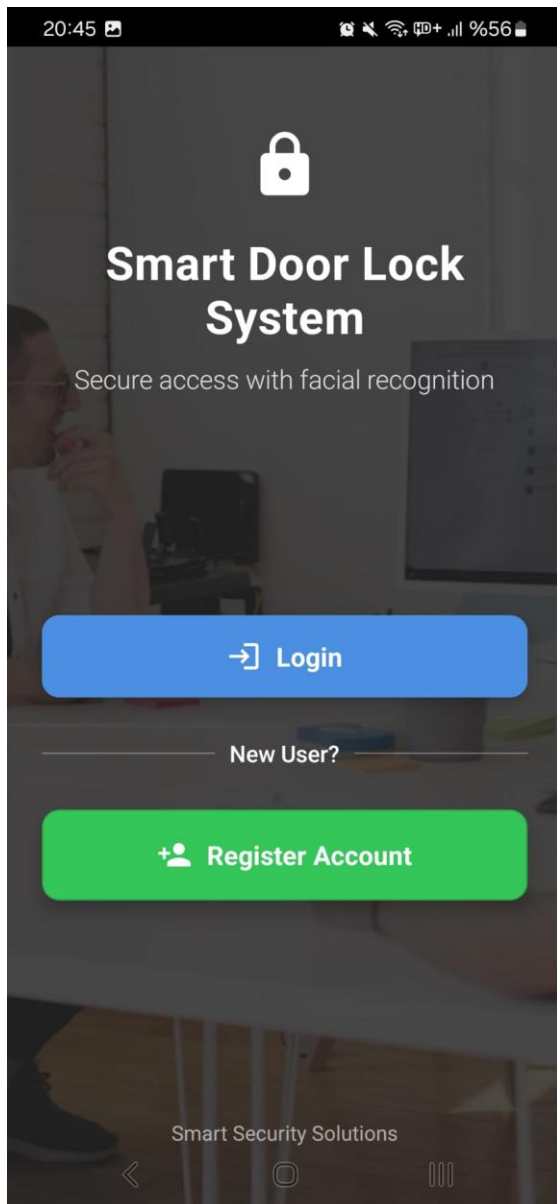 20:45 HD+ %56
Smart Door Lock
System
Secure access with facial recognition
Login
New User?
Register Account
Smart Security Solutions